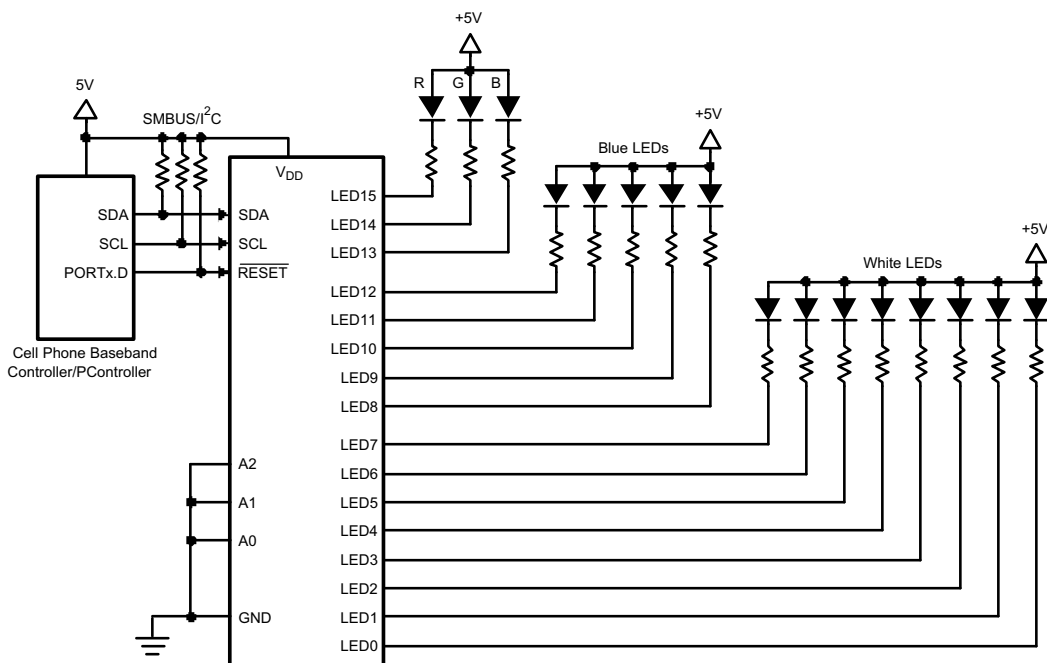 +5V
R
G
B
5V
SMBUS/I²C
+5V
Blue LEDs
VDD
LED15
LED14
LED13
LED12
LED11
LED10
LED9
LED8
LED7
LED6
LED5
LED4
LED3
LED2
LED1
LED0
SDA
SCL
PORTx.D
SDA
SCL
RESET
+5V
White LEDs
Cell Phone Baseband
Controller/PController
A2
A1
A0
GND